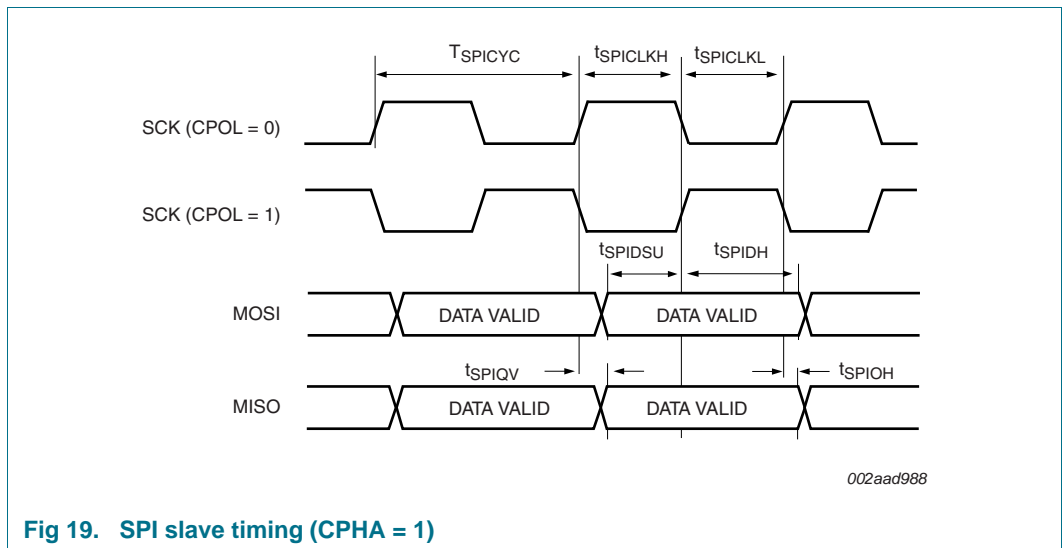 TSPICYC tSPICLKH tSPICLKL
SCK (CPOL = 0)
SCK (CPOL = 1)
tSPIDSU tSPIDH
MOSI DATA VALID DATA VALID
tSPIQV tSPIOH
MISO DATA VALID DATA VALID
002aad988
Fig 19. SPI slave timing (CPHA = 1)